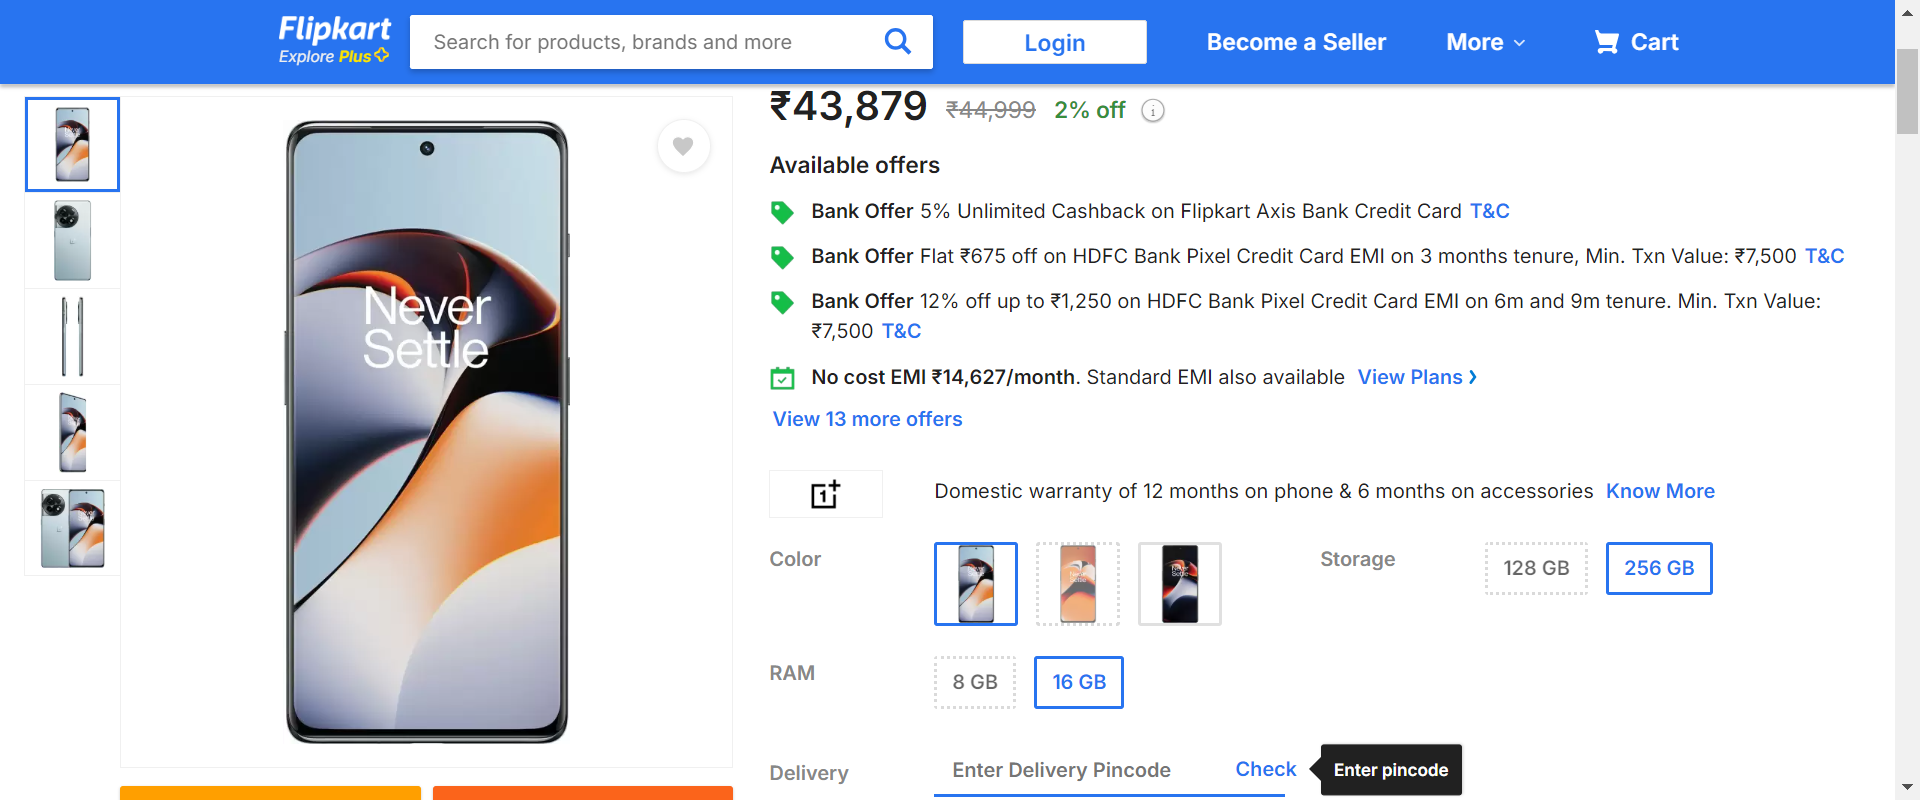 Flipkart
Explore Plus
Search for products, brands and more
Login
Become a Seller
More
Cart
₹43,879 ₹44,999 2% off
Available offers
Bank Offer 5% Unlimited Cashback on Flipkart Axis Bank Credit Card T&C
Bank Offer Flat ₹675 off on HDFC Bank Pixel Credit Card EMI on 3 months tenure, Min. Txn Value: ₹7,500 T&C
Bank Offer 12% off up to ₹1,250 on HDFC Bank Pixel Credit Card EMI on 6m and 9m tenure. Min. Txn Value:
₹7,500 T&C
No cost EMI ₹14,627/month. Standard EMI also available View Plans
View 13 more offers
Never
Settle
Domestic warranty of 12 months on phone & 6 months on accessories Know More
Color
Storage
128 GB
256 GB
RAM
8 GB
16 GB
Delivery
Enter Delivery Pincode
Check
Enter pincode